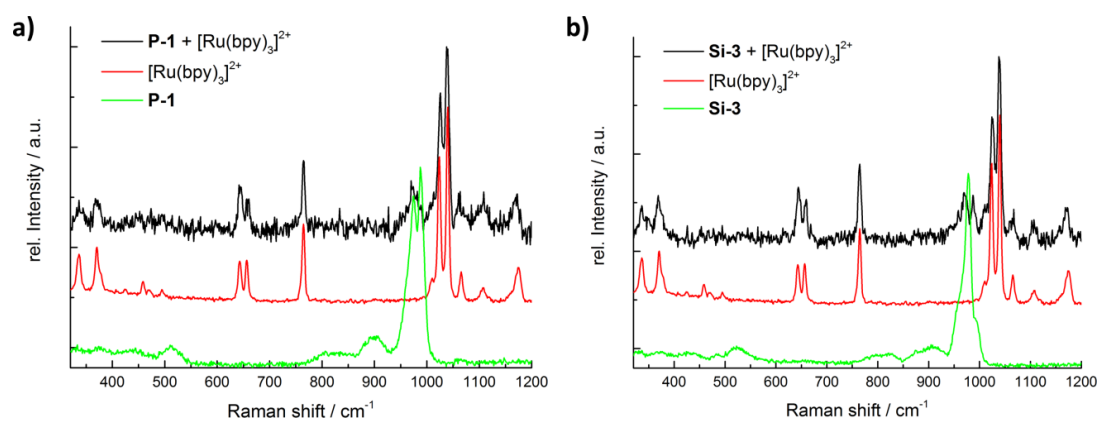 a)
P-1 + [Ru(bpy)3]2+
[Ru(bpy)3]2+
P-1
rel. Intensity / a.u.
400 500 600 700 800 900 1000 1100 1200
Raman shift / cm-1
b)
Si-3 + [Ru(bpy)3]2+
[Ru(bpy)3]2+
Si-3
rel. Intensity / a.u.
400 500 600 700 800 900 1000 1100 1200
Raman shift / cm-1